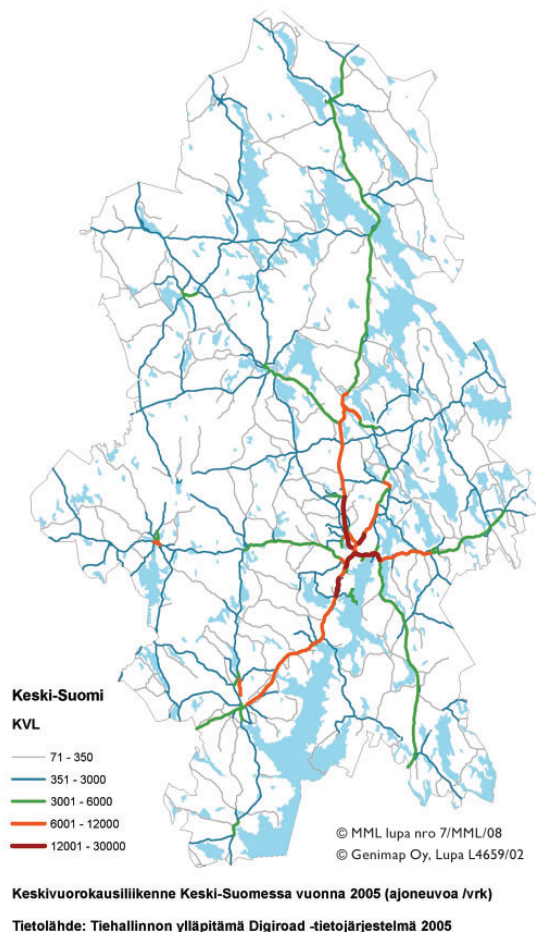 Keski-Suomi
KVL
71 - 350
351 - 3000
3001 - 6000
6001 - 12000
12001 - 30000
© MML lupa nro 7/MML/08
© Genimap Oy, Lupa L4659/02
Keskivuorokausiliikenne Keski-Suomessa vuonna 2005 (ajoneuvoa /vrk)
Tietolähde: Tiehallinnon ylläpitämä Digiroad -tietojärjestelmä 2005